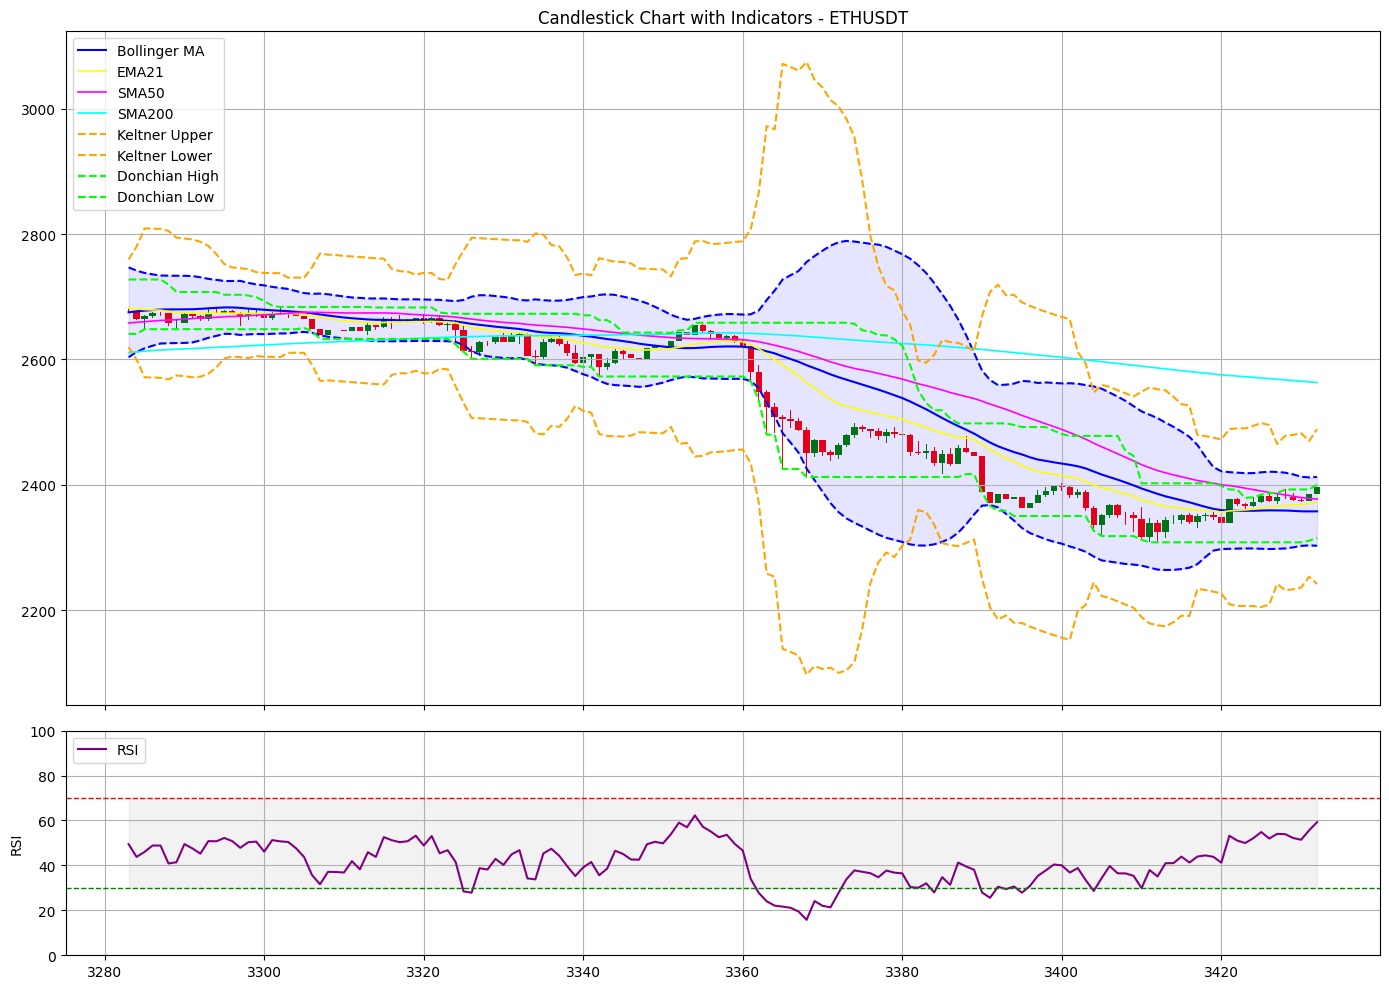 Candlestick Chart with Indicators - ETHUSDT
Bollinger MA
EMA21
SMA50
SMA200
Keltner Upper
Keltner Lower
Donchian High
Donchian Low
3000
2800
2600
2400
2200
RSI
100
80
60
40
20
0
RSI
3280 3300 3320 3340 3360 3380 3400 3420